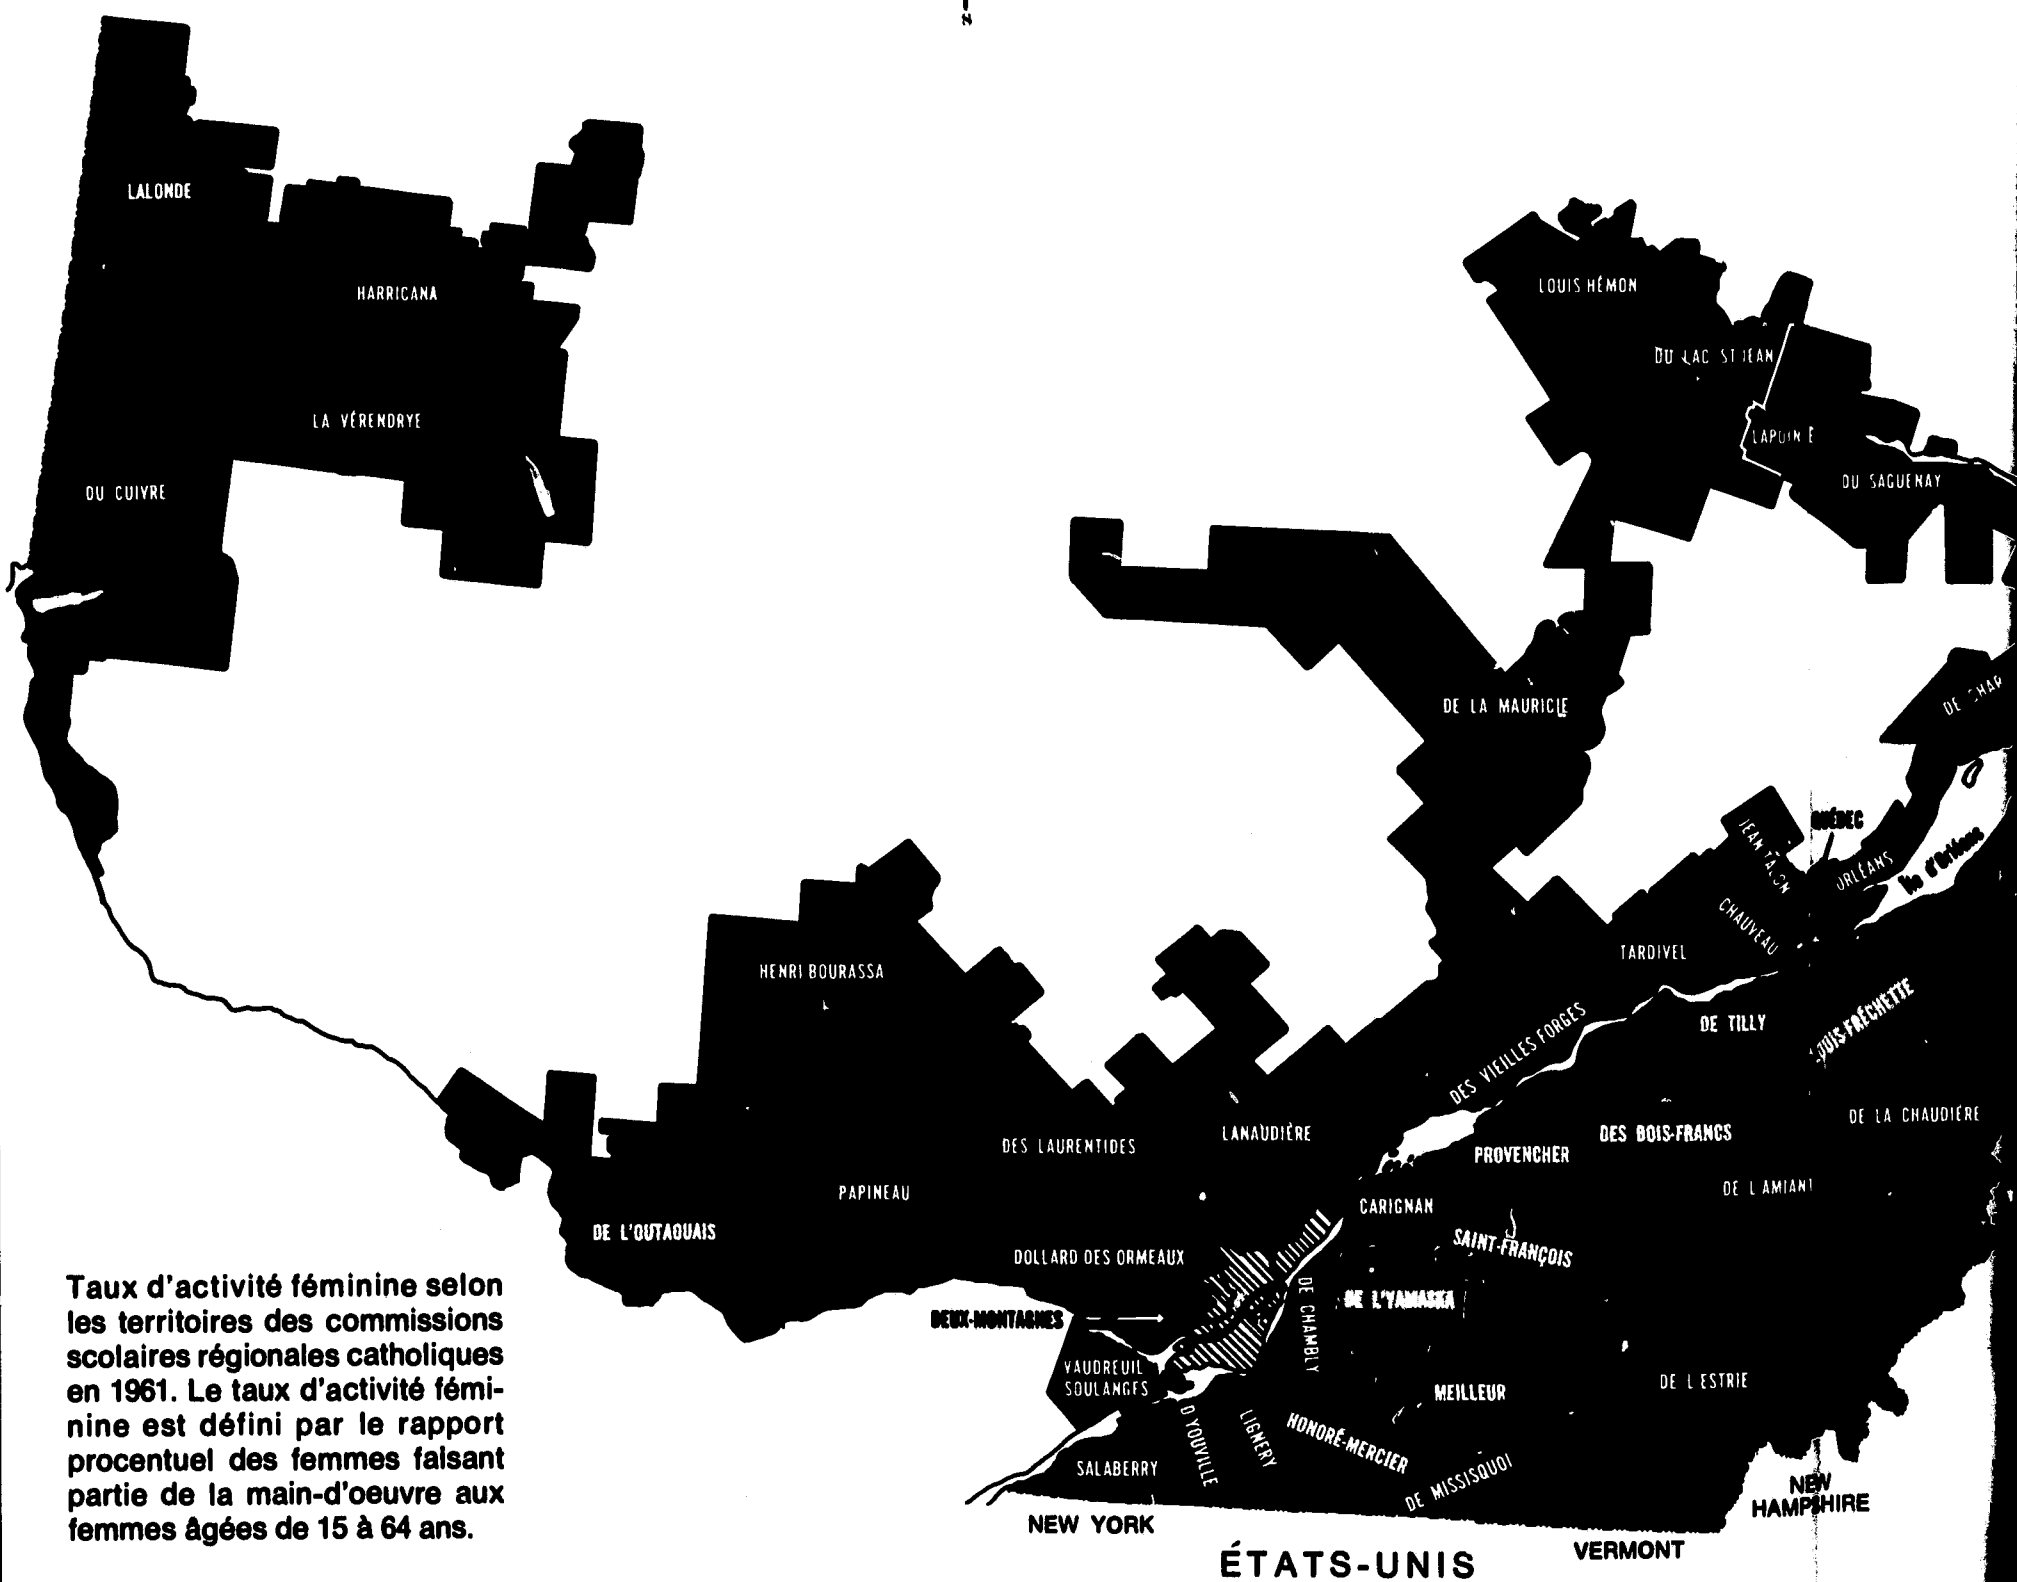 LALONDE
HARRICANA
LOUIS HÉMON
DU LAC ST JEAN
LA VÉRENDRYE
DU CUIVRE
DU SAGUENAY
DE LA MAURICIE
DE CHAR
QUÉBEC
JEAN TALON
ORLÉANS
Île d'Orléans
CHAUVEAU
TARDIVEL
HENRI BOURASSA
DES VIEILLES FORGES
DE TILLY
OUIS-FRÉCHETTE
DES LAURENTIDES
LANAUDIÈRE
PROVENCHER
DES BOIS-FRANCS
DE LA CHAUDIÈRE
PAPINEAU
CARIGNAN
DE L'AMIANT
DE L'OUTAOUAIS
SAINT-FRANÇOIS
DOLLARD DES ORMEAUX
DE CHAMBLY
DE L'YAMASKA
DEUX-MONTAGNES
VAUDREUIL
SOULANGES
MEILLEUR
DE L ESTRIE
D'YOUVILLE
LIGNERY
HONORÉ-MERCIER
DE MISSISQUOI
SALABERRY
NEW YORK
NEW
HAMPSHIRE
VERMONT
ÉTATS-UNIS
Taux d'activité féminine selon
les territoires des commissions
scolaires régionales catholiques
en 1961. Le taux d'activité fémi-
nine est défini par le rapport
procentuel des femmes faisant
partie de la main-d'oeuvre aux
femmes âgées de 15 à 64 ans.